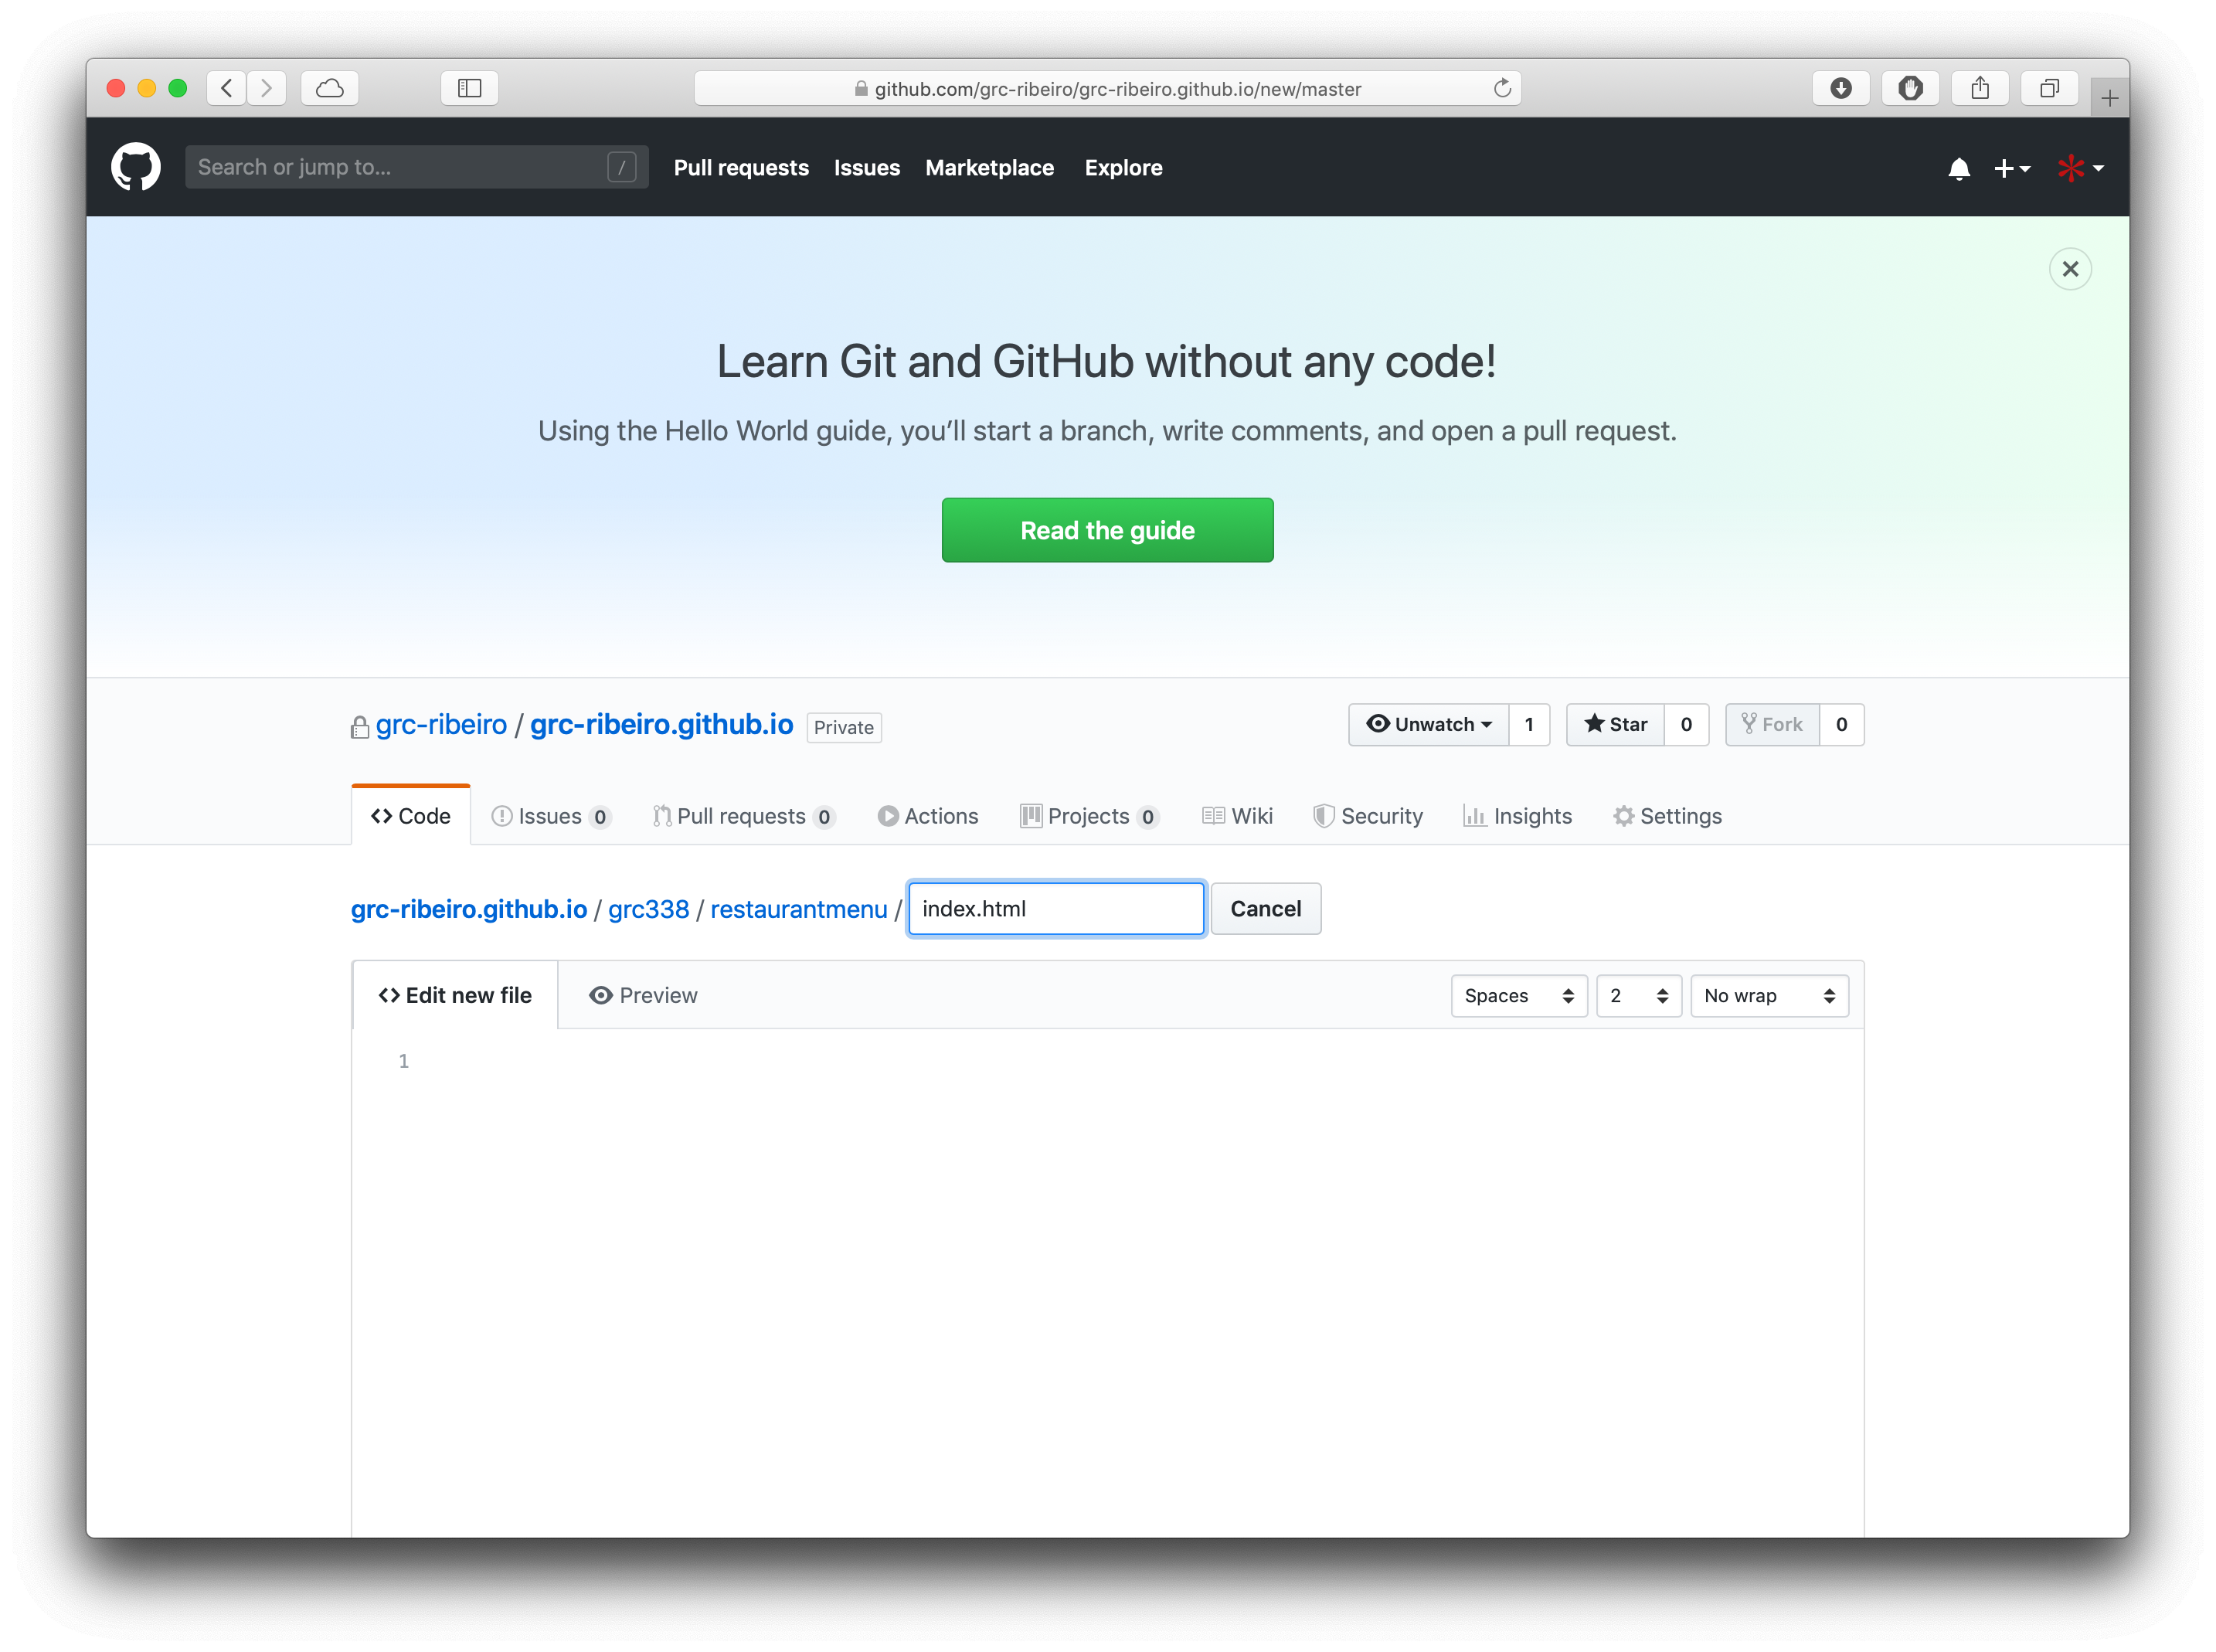 github.com/grc-ribeiro/grc-ribeiro.github.io/new/master
Search or jump to... / Pull requests Issues Marketplace Explore
Learn Git and GitHub without any code!
Using the Hello World guide, you’ll start a branch, write comments, and open a pull request.
Read the guide
grc-ribeiro / grc-ribeiro.github.io Private Unwatch 1 Star 0 Fork 0
Code Issues 0 Pull requests 0 Actions Projects 0 Wiki Security Insights Settings
grc-ribeiro.github.io / grc338 / restaurantmenu / index.html Cancel
Edit new file Preview Spaces 2 No wrap
1